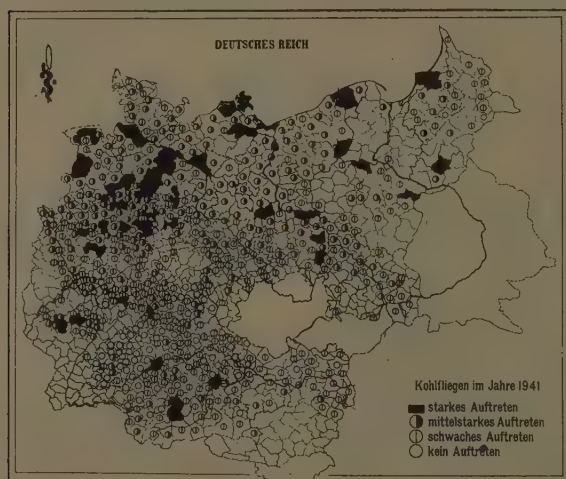 DEUTSCHES REICH
Kohlfliegen im Jahre 1941
starkes Auftreten
mittelstarkes Auftreten
schwaches Auftreten
kein Auftreten